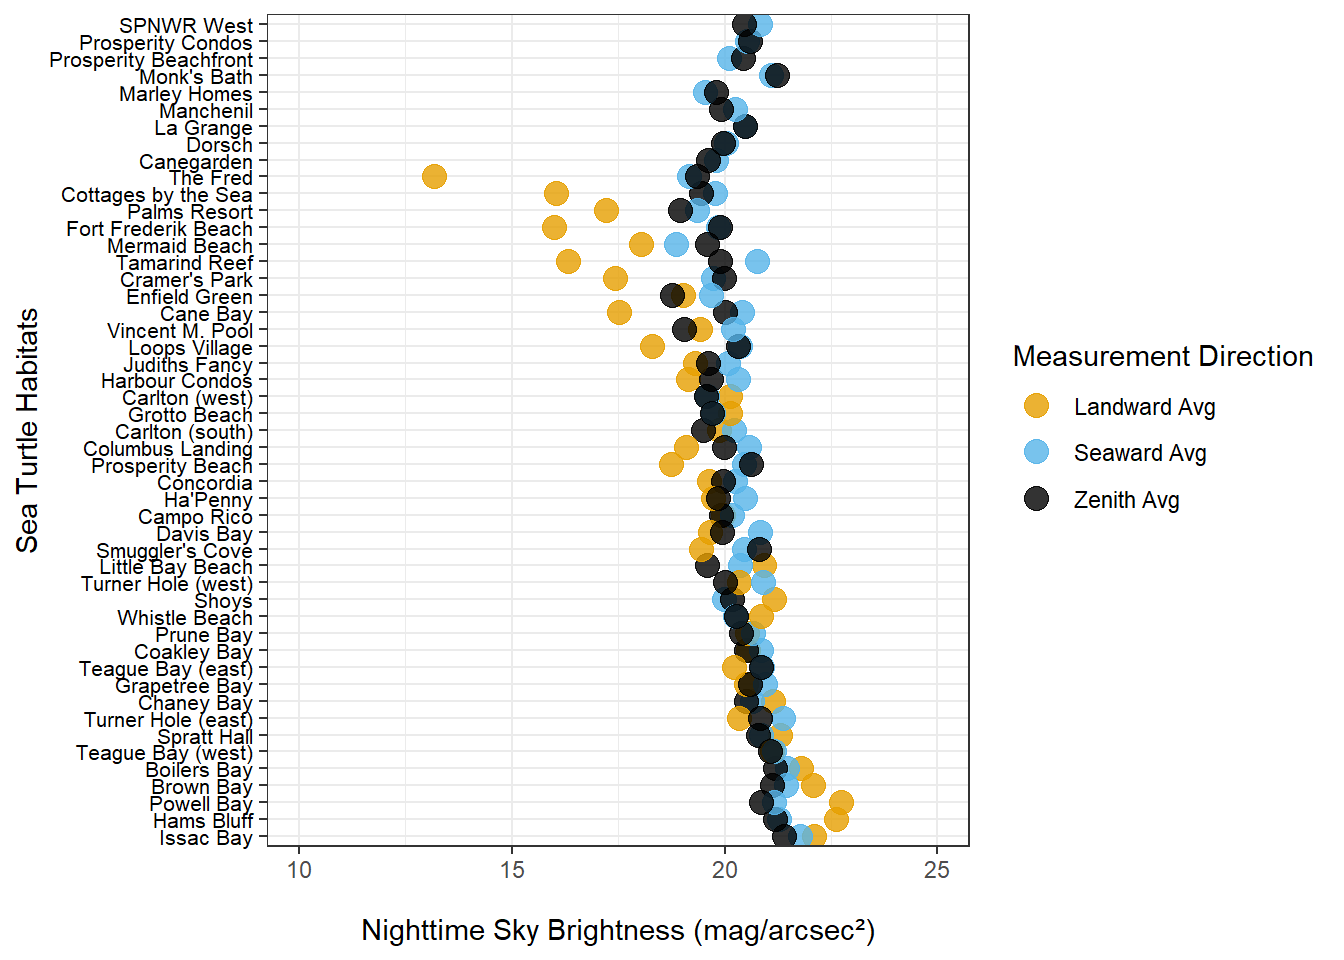 SPNWR West
Prosperity Condos
Prosperity Beachfront
Monk's Bath
Marley Homes
Manchenil
La Grange
Dorsch
Canegarden
The Fred
Cottages by the Sea
Palms Resort
Fort Frederik Beach
Mermaid Beach
Tamarind Reef
Cramer's Park
Enfield Green
Cane Bay
Vincent M. Pool
Loops Village
Judiths Fancy
Harbour Condos
Carlton (west)
Grotto Beach
Carlton (south)
Columbus Landing
Prosperity Beach
Concordia
Ha'Penny
Campo Rico
Davis Bay
Smuggler's Cove
Little Bay Beach
Turner Hole (west)
Shoys
Whistle Beach
Prune Bay
Coakley Bay
Teague Bay (east)
Grapetree Bay
Chaney Bay
Turner Hole (east)
Spratt Hall
Teague Bay (west)
Boilers Bay
Brown Bay
Powell Bay
Hams Bluff
Issac Bay
Sea Turtle Habitats
10 15 20 25
Nighttime Sky Brightness (mag/arcsec²)
Measurement Direction
Landward Avg
Seaward Avg
Zenith Avg